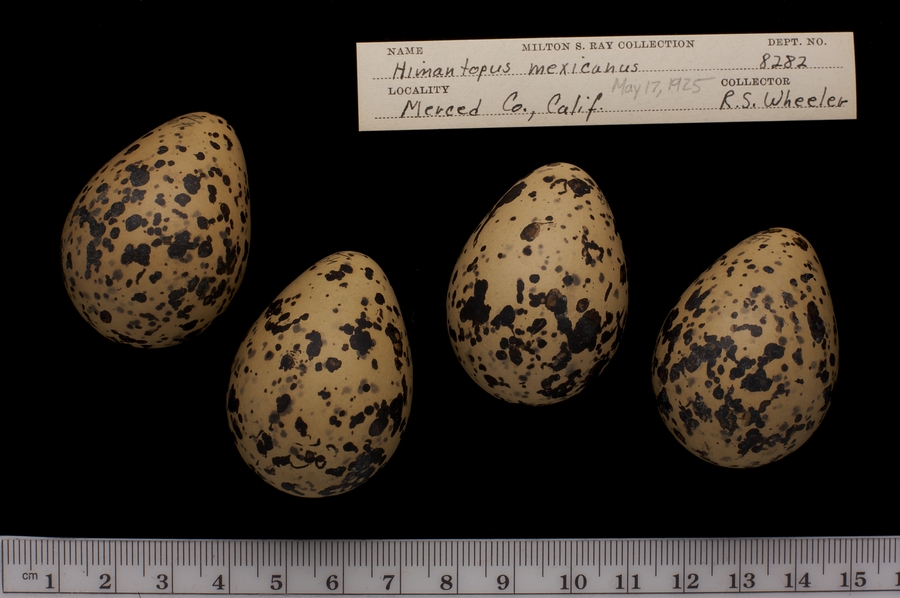 NAME MILTON S. RAY COLLECTION DEPT. NO.
Himantopus mexicanus 8282
LOCALITY May 17, 1925 COLLECTOR
Merced Co., Calif. R.S. Wheeler
cm 1 2 3 4 5 6 7 8 9 10 11 12 13 14 15 1